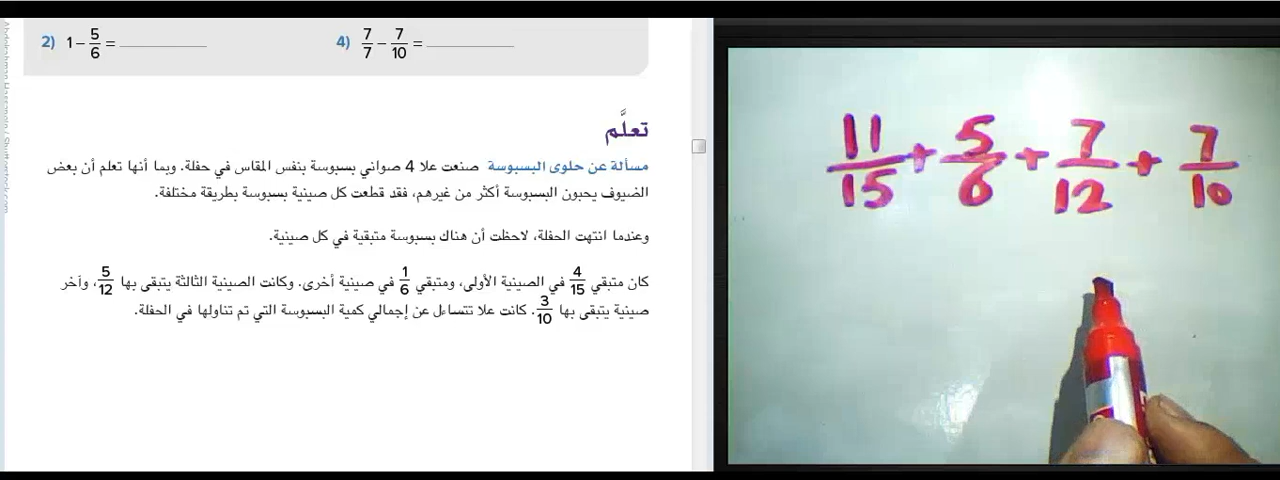 2) 1 − 5/6 = ________ 4) 7/7 − 7/10 = ________
تعلَّم
مسألة عن حلوى البسبوسة صنعت علا 4 صواني بسبوسة بنفس المقاس في حفلة. وبما أنها تعلم أن بعض
الضيوف يحبون البسبوسة أكثر من غيرهم، فقد قطعت كل صينية بسبوسة بطريقة مختلفة.
وعندما انتهت الحفلة، لاحظت أن هناك بسبوسة متبقية في كل صينية.
كان متبقي 4/15 في الصينية الأولى، ومتبقي 1/6 في صينية أخرى. وكانت الصينية الثالثة يتبقى بها 5/12، وآخر
صينية يتبقى بها 3/10. كانت علا تتساءل عن إجمالي كمية البسبوسة التي تم تناولها في الحفلة.
11/15 + 5/6 + 7/12 + 7/10